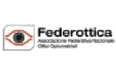 Federottica
Associazione Federativa Nazionale
Ottici Optometristi